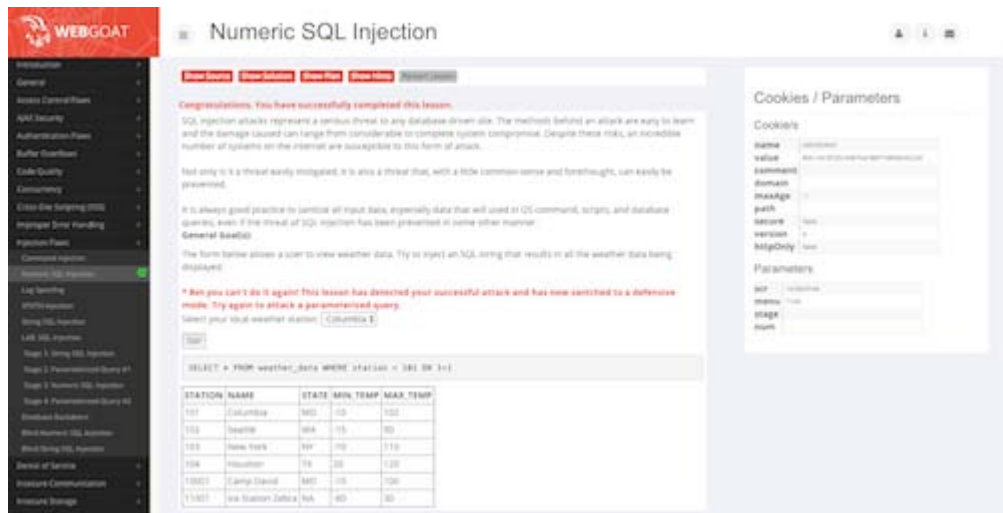 WEBGOAT
Numeric SQL Injection
Introduction
General
Access Control Flaws
AJAX Security
Authentication Flaws
Buffer Overflows
Code Quality
Concurrency
Cross-Site Scripting (XSS)
Improper Error Handling
Injection Flaws
Command Injection
Numeric SQL Injection
Log Spoofing
XPATH Injection
String SQL Injection
LAB: SQL Injection
Stage 1: String SQL Injection
Stage 2: Parameterized Query #1
Stage 3: Numeric SQL Injection
Stage 4: Parameterized Query #2
Database Backdoors
Blind Numeric SQL Injection
Blind String SQL Injection
Denial of Service
Insecure Communication
Insecure Storage
Show Source
Show Solution
Show Plan
Show Hints
Restart Lesson
Congratulations. You have successfully completed this lesson.
SQL injection attacks represent a serious threat to any database-driven site. The methods behind an attack are easy to learn
and the damage caused can range from considerable to complete system compromise. Despite these risks, an incredible
number of systems on the internet are susceptible to this form of attack.
Not only is it a threat easily instigated, it is also a threat that, with a little common-sense and forethought, can easily be
prevented.
It is always good practice to sanitize all input data, especially data that will used in OS command, scripts, and database
queries, even if the threat of SQL injection has been prevented in some other manner.
General Goal(s):
The form below allows a user to view weather data. Try to inject an SQL string that results in all the weather data being
displayed.
* Bet you can't do it again! This lesson has detected your successful attack and has now switched to a defensive
mode. Try again to attack a parameterized query.
Select your local weather station: Columbia
Go!
SELECT * FROM weather_data WHERE station = 101 OR 1=1
STATION NAME STATE MIN_TEMP MAX_TEMP
101 Columbia MO -10 102
102 Seattle WA -15 90
103 New York NY -10 110
104 Houston TX 20 120
10001 Camp David MD -10 100
11001 Ice Station Zebra NA -60 30
Cookies / Parameters
Cookie/s
name
value
comment
domain
maxAge -1
path
secure false
version 0
httpOnly false
Parameters
scr
menu 1100
stage
num